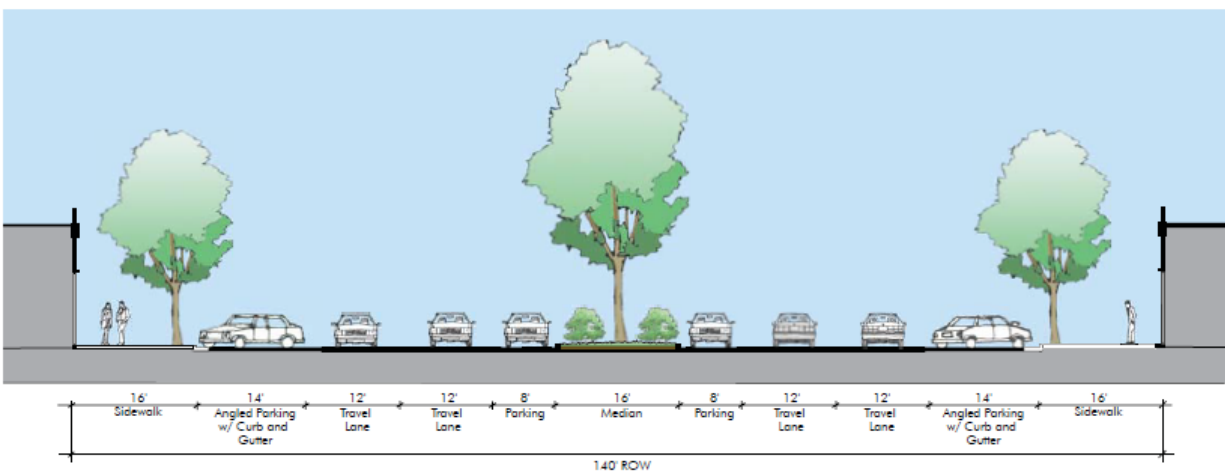 16' 14' 12' 12' 8' 16' 8' 12' 12' 14' 16'
Sidewalk Angled Parking Travel Travel Parking Median Parking Travel Travel Angled Parking Sidewalk
w/ Curb and Lane Lane Lane Lane w/ Curb and
Gutter Gutter
140' ROW